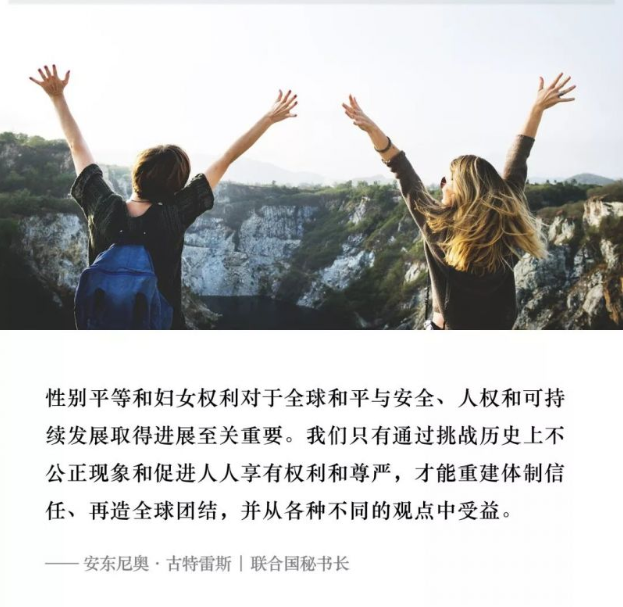 性别平等和妇女权利对于全球和平与安全、人权和可持
续发展取得进展至关重要。我们只有通过挑战历史上不
公正现象和促进人人享有权利和尊严，才能重建体制信
任、再造全球团结，并从各种不同的观点中受益。
—— 安东尼奥·古特雷斯 | 联合国秘书长